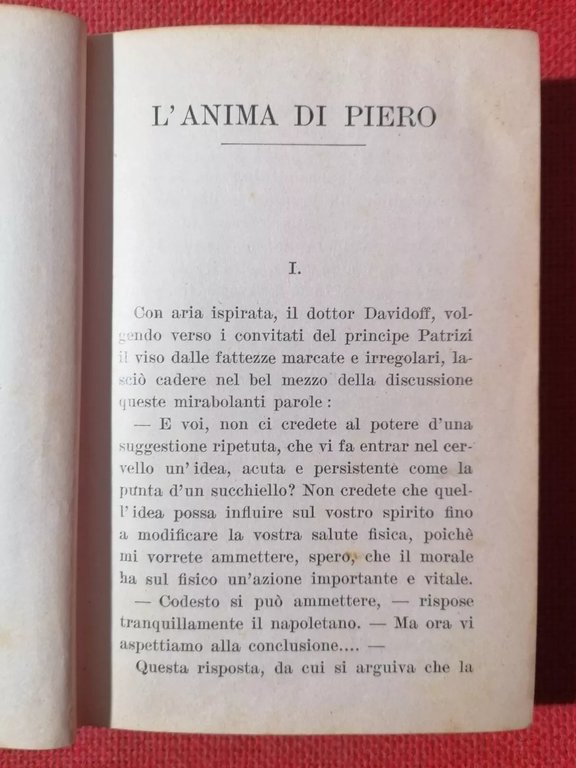 L'ANIMA DI PIERO
I.
Con aria ispirata, il dottor Davidoff, vol-
gendo verso i convitati del principe Patrizi
il viso dalle fattezze marcate e irregolari, la-
sciò cadere nel bel mezzo della discussione
queste mirabolanti parole :
— E voi, non ci credete al potere d'una
suggestione ripetuta, che vi fa entrar nel cer-
vello un'idea, acuta e persistente come la
punta d'un succhiello? Non credete che quel-
l'idea possa influire sul vostro spirito fino
a modificare la vostra salute fisica, poichè
mi vorrete ammettere, spero, che il morale
ha sul fisico un'azione importante e vitale.
— Codesto si può ammettere, — rispose
tranquillamente il napoletano. — Ma ora vi
aspettiamo alla conclusione.... —
Questa risposta, da cui si arguiva che la